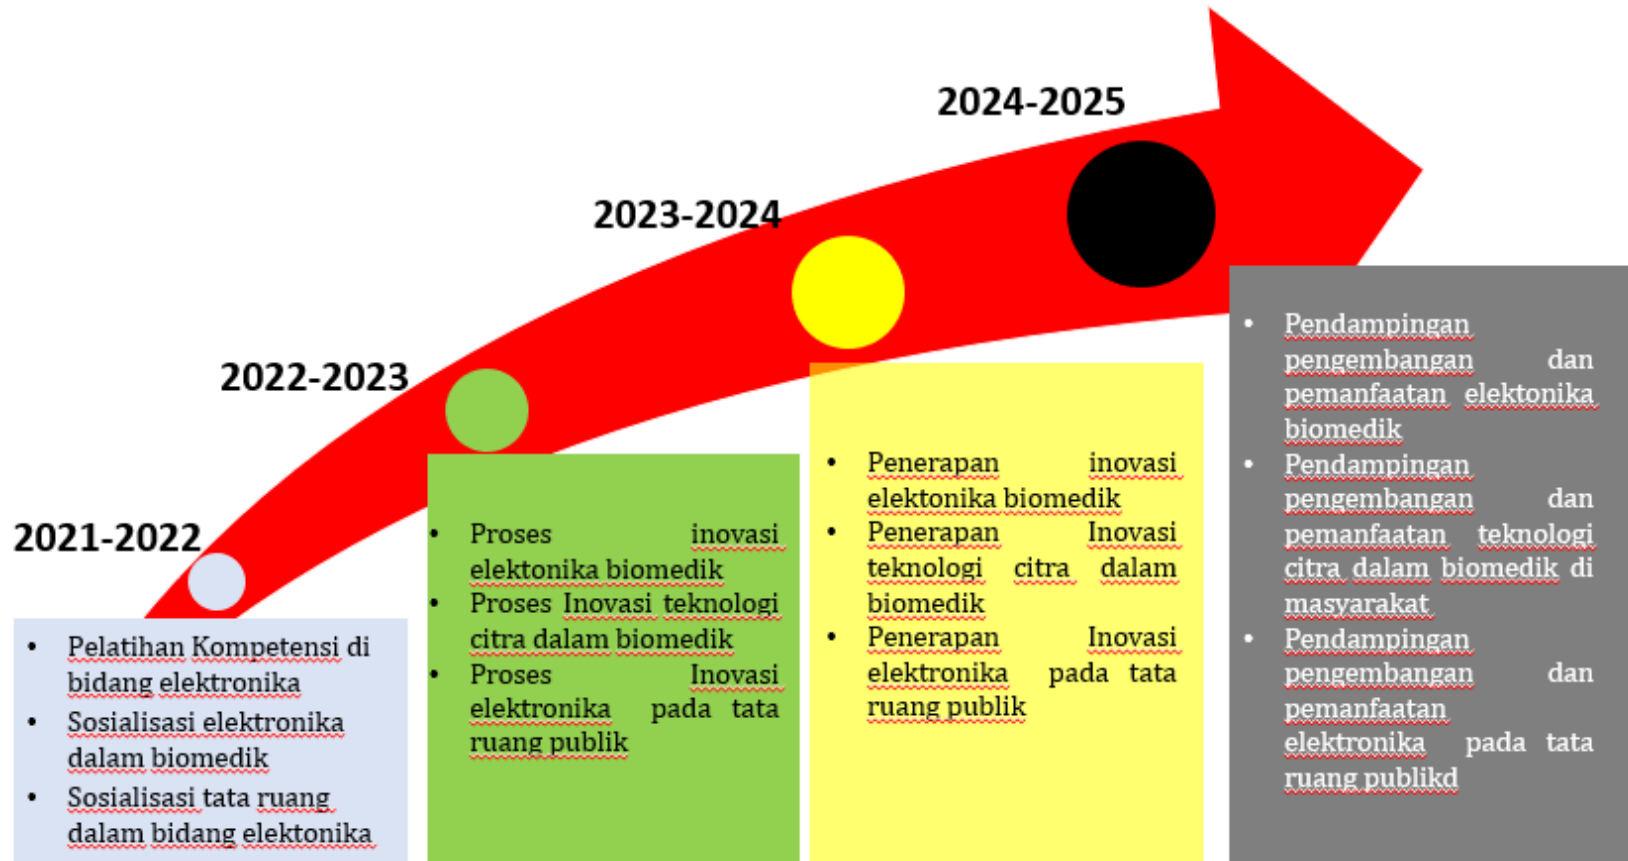 2021-2022
• Pelatihan Kompetensi di
bidang elektronika
• Sosialisasi elektronika
dalam biomedik
• Sosialisasi tata ruang
dalam bidang elektonika
2022-2023
• Proses inovasi
elektonika biomedik
• Proses Inovasi teknologi
citra dalam biomedik
• Proses Inovasi
elektronika pada tata
ruang publik
2023-2024
• Penerapan inovasi
elektonika biomedik
• Penerapan Inovasi
teknologi citra dalam
biomedik
• Penerapan Inovasi
elektronika pada tata
ruang publik
2024-2025
• Pendampingan
pengembangan dan
pemanfaatan elektonika
biomedik
• Pendampingan
pengembangan dan
pemanfaatan teknologi
citra dalam biomedik di
masyarakat
• Pendampingan
pengembangan dan
pemanfaatan
elektronika pada tata
ruang publikd